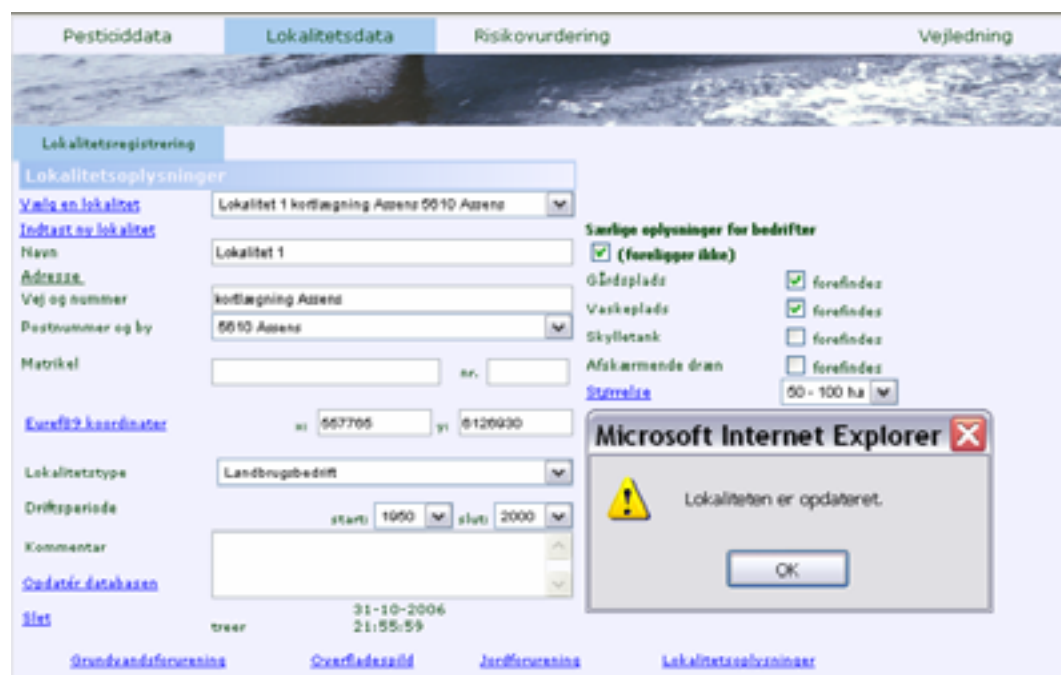 Pesticiddata Lokalitetsdata Risikovurdering Vejledning
Lokalitetsregistrering
Lokalitetsoplysninger
Vælg en lokalitet Lokalitet 1 kortlægning Assens 5610 Assens
Indtast ny lokalitet
Særlige oplysninger for bedrifter
Navn Lokalitet 1 (foreligger ikke)
Adresse
Gårdsplads forefindes
Vej og nummer kortlægning Assens
Vaskeplads forefindes
Postnummer og by 5610 Assens
Skylletank forefindes
Matrikel nr.
Afskærmende dræn forefindes
Størrelse 50 - 100 ha
Euref89 koordinater x: 557765 y: 6126930
Microsoft Internet Explorer
Lokaliteten er opdateret.
OK
Lokalitetstype Landbrugsbedrift
Driftsperiode start: 1950 slut: 2000
Kommentar
Opdatér databasen
Slet
treer 31-10-2006
21:55:59
Grundvandsforurening Overfladespild Jordforurening Lokalitetsoplysninger